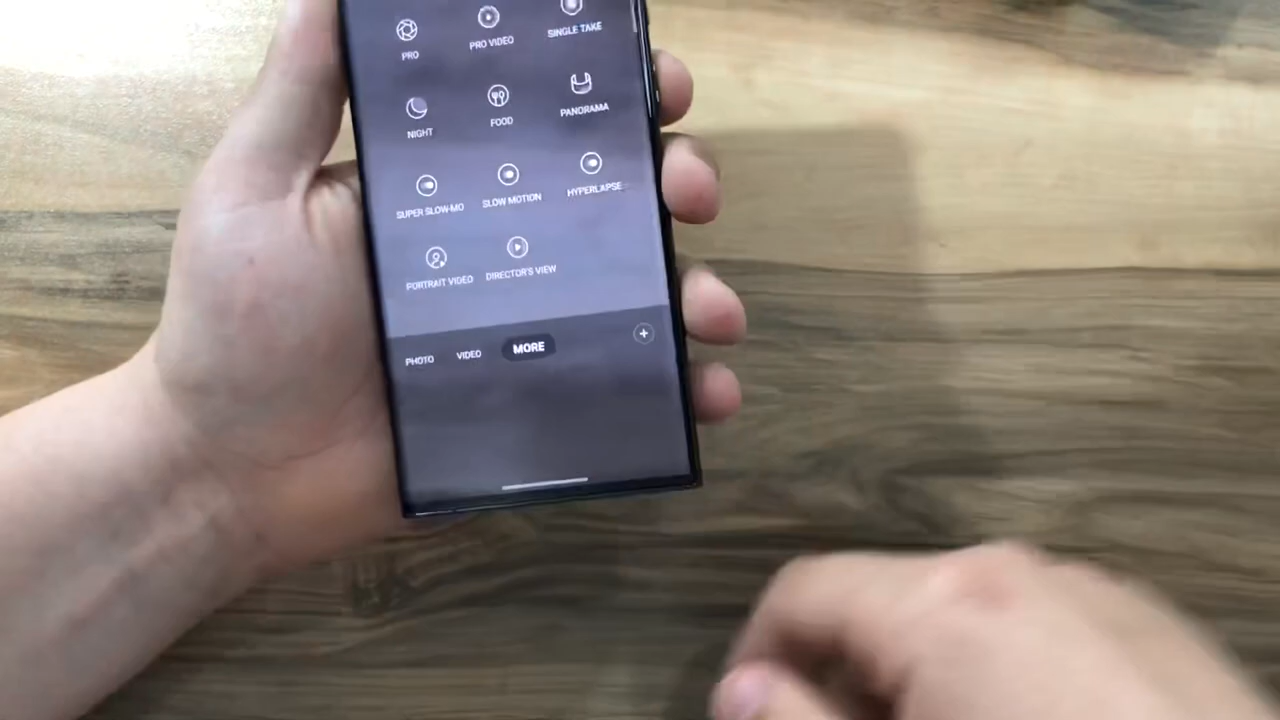 PRO PRO VIDEO SINGLE TAKE
NIGHT FOOD PANORAMA
SUPER SLOW-MO SLOW MOTION HYPERLAPSE
PORTRAIT VIDEO DIRECTOR'S VIEW
PHOTO VIDEO MORE